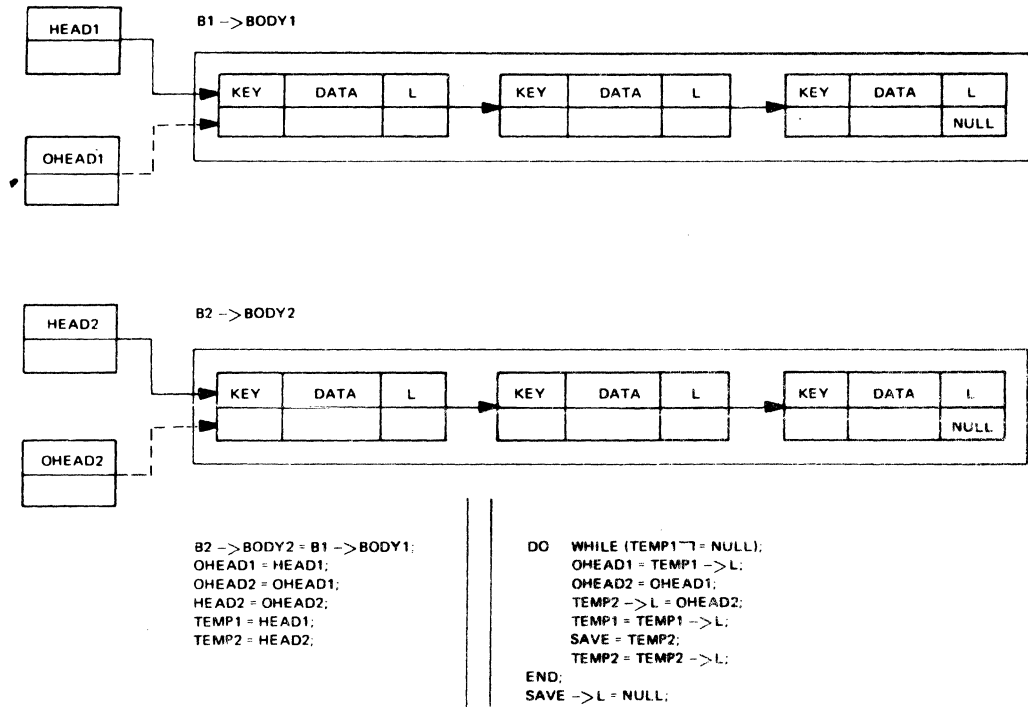 HEAD1
B1 ->BODY1
KEY DATA L KEY DATA L KEY DATA L
NULL
OHEAD1
HEAD2
B2 ->BODY2
KEY DATA L KEY DATA L KEY DATA L
NULL
OHEAD2
B2 ->BODY2 = B1 ->BODY1;
OHEAD1 = HEAD1;
OHEAD2 = OHEAD1;
HEAD2 = OHEAD2;
TEMP1 = HEAD1;
TEMP2 = HEAD2;
DO WHILE (TEMP1 ¬ = NULL);
OHEAD1 = TEMP1 ->L;
OHEAD2 = OHEAD1;
TEMP2 ->L = OHEAD2;
TEMP1 = TEMP1 ->L;
SAVE = TEMP2;
TEMP2 = TEMP2 ->L;
END;
SAVE ->L = NULL;